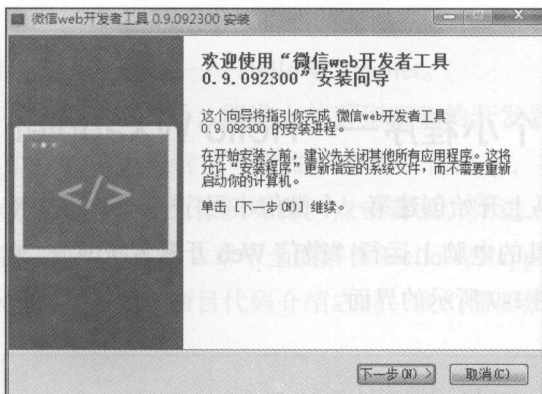 微信web开发者工具 0.9.092300 安装
欢迎使用“微信web开发者工具
0.9.092300”安装向导
这个向导将指引你完成 微信web开发者工具
0.9.092300 的安装进程。
在开始安装之前，建议先关闭其他所有应用程序。这将
允许“安装程序”更新指定的系统文件，而不需要重新
启动你的计算机。
单击 [下一步(N)] 继续。
</>
下一步(N) >
取消(C)